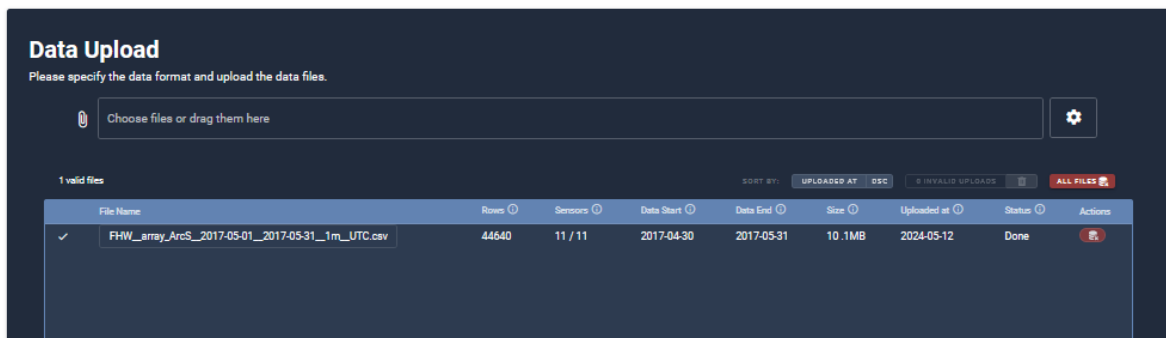 Data Upload
Please specify the data format and upload the data files.
Choose files or drag them here
1 valid files
SORT BY: UPLOADED AT DSC 0 INVALID UPLOADS ALL FILES
File Name Rows Sensors Data Start Data End Size Uploaded at Status Actions
FHW__array_ArcS__2017-05-01__2017-05-31__1m__UTC.csv 44640 11 / 11 2017-04-30 2017-05-31 10.1MB 2024-05-12 Done